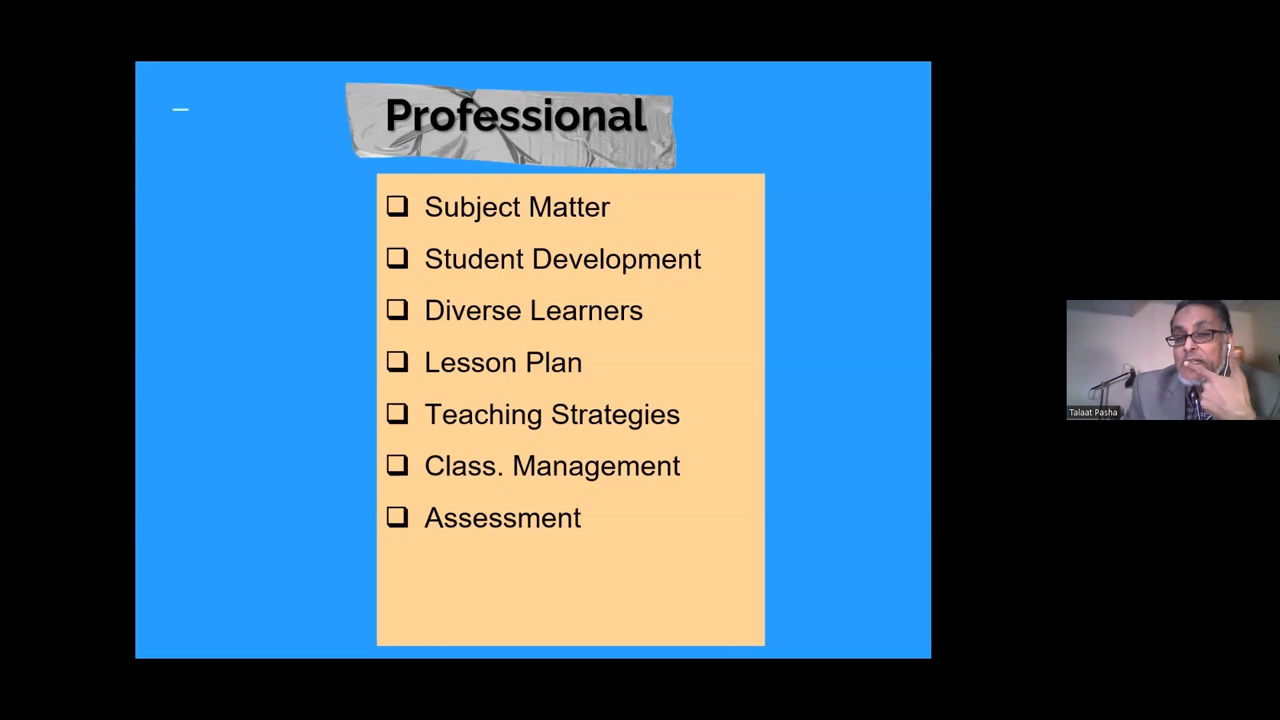 Professional
Subject Matter
Student Development
Diverse Learners
Lesson Plan
Teaching Strategies
Class. Management
Assessment
Talaat Pasha